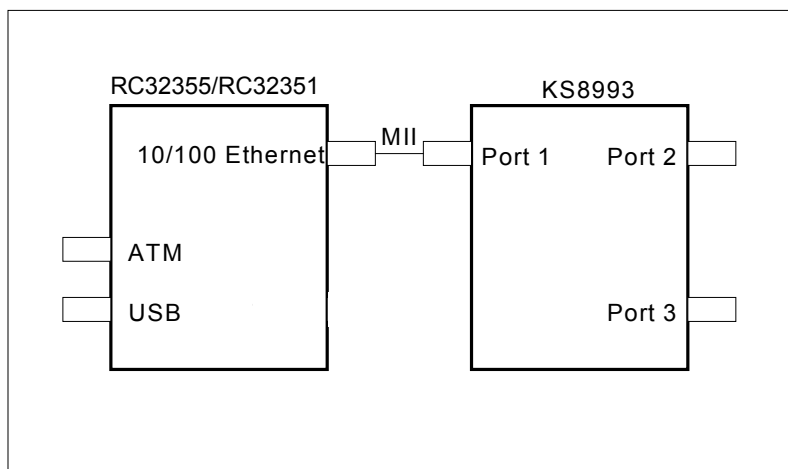 RC32355/RC32351
KS8993
MII
10/100 Ethernet
Port 1
Port 2
ATM
USB
Port 3